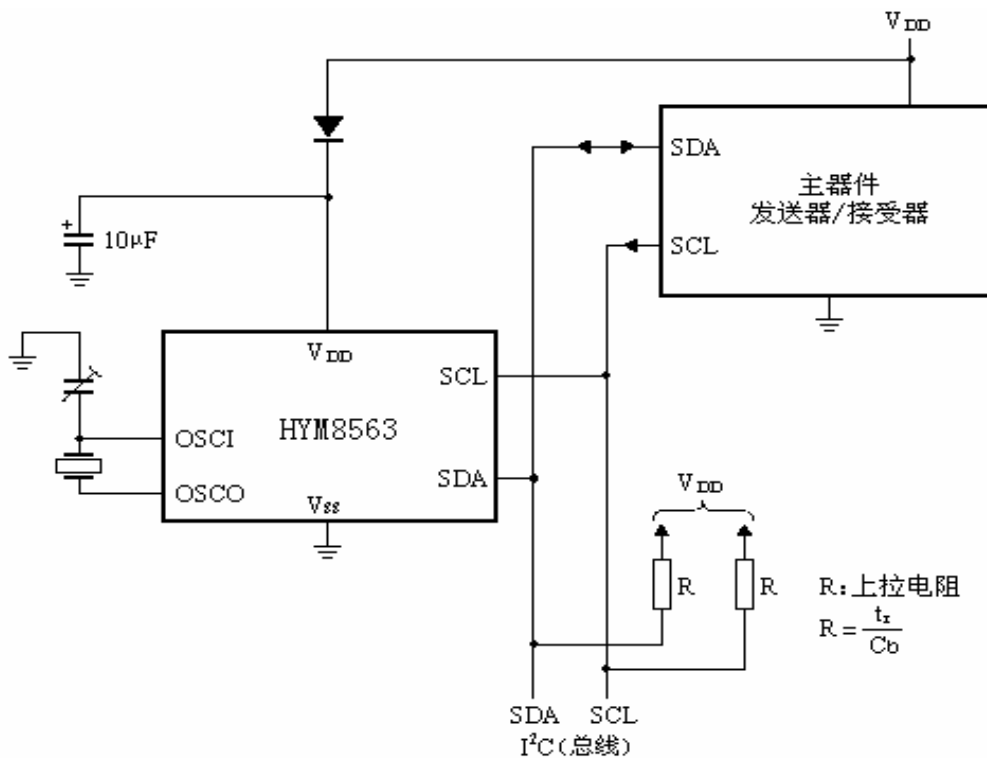 VDD
SDA
主器件
发送器/接受器
SCL
10μF
VDD
SCL
OSCI
HYM8563
OSCO
SDA
Vss
VDD
R
R
R:上拉电阻
R=tr/Cb
SDA SCL
I²C(总线)